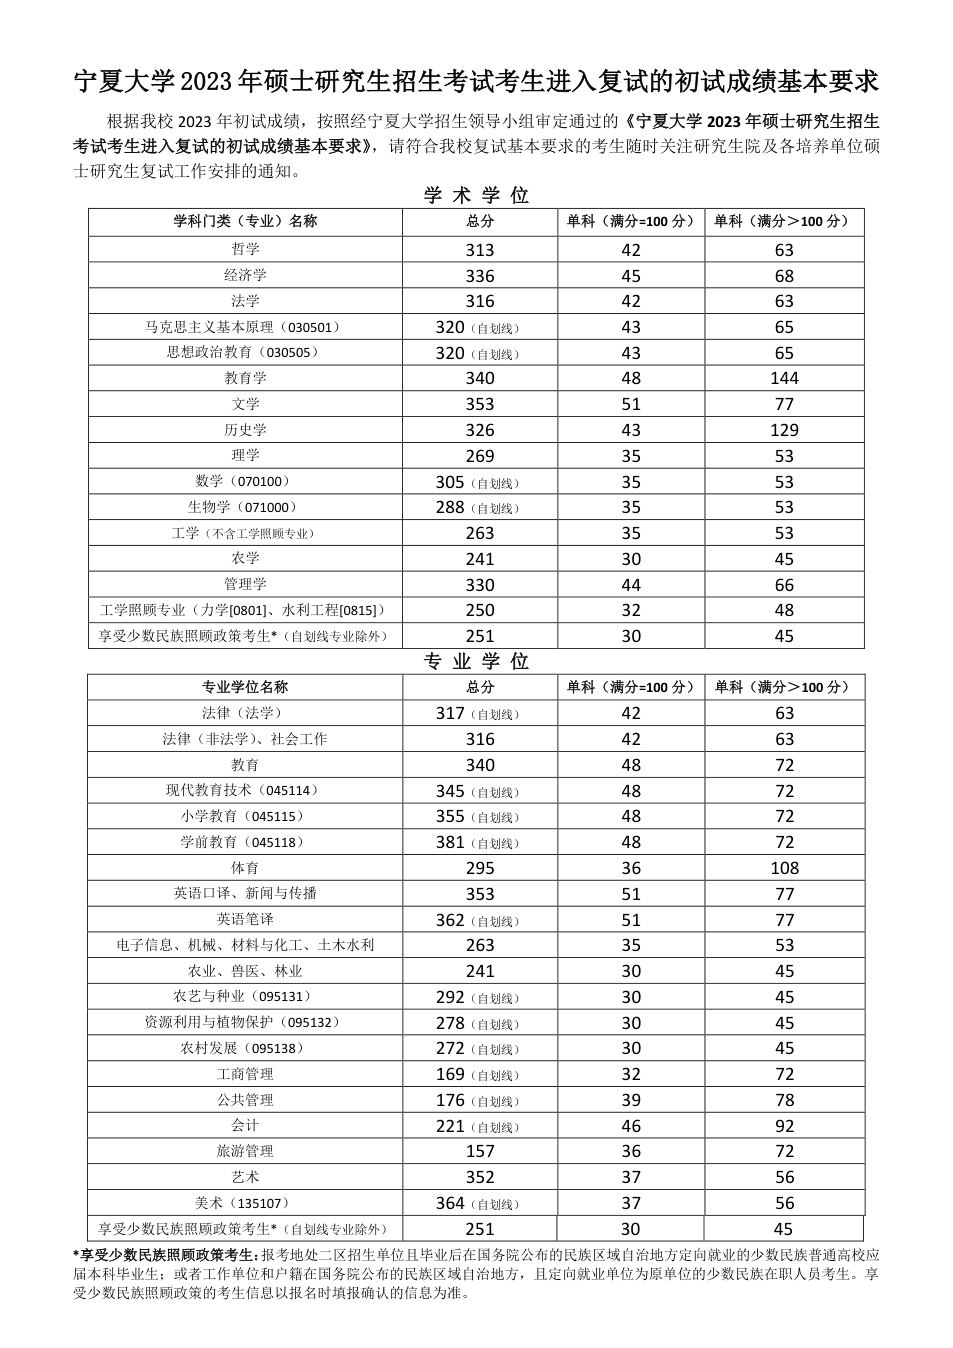 宁夏大学 2023 年硕士研究生招生考试考生进入复试的初试成绩基本要求
根据我校 2023 年初试成绩，按照经宁夏大学招生领导小组审定通过的《宁夏大学 2023 年硕士研究生招生
考试考生进入复试的初试成绩基本要求》，请符合我校复试基本要求的考生随时关注研究生院及各培养单位硕
士研究生复试工作安排的通知。
学 术 学 位
学科门类（专业）名称 总分 单科（满分=100 分） 单科（满分＞100 分）
哲学 313 42 63
经济学 336 45 68
法学 316 42 63
马克思主义基本原理（030501） 320（自划线） 43 65
思想政治教育（030505） 320（自划线） 43 65
教育学 340 48 144
文学 353 51 77
历史学 326 43 129
理学 269 35 53
数学（070100） 305（自划线） 35 53
生物学（071000） 288（自划线） 35 53
工学（不含工学照顾专业） 263 35 53
农学 241 30 45
管理学 330 44 66
工学照顾专业（力学[0801]、水利工程[0815]） 250 32 48
享受少数民族照顾政策考生*（自划线专业除外） 251 30 45
专 业 学 位
专业学位名称 总分 单科（满分=100 分） 单科（满分＞100 分）
法律（法学） 317（自划线） 42 63
法律（非法学）、社会工作 316 42 63
教育 340 48 72
现代教育技术（045114） 345（自划线） 48 72
小学教育（045115） 355（自划线） 48 72
学前教育（045118） 381（自划线） 48 72
体育 295 36 108
英语口译、新闻与传播 353 51 77
英语笔译 362（自划线） 51 77
电子信息、机械、材料与化工、土木水利 263 35 53
农业、兽医、林业 241 30 45
农艺与种业（095131） 292（自划线） 30 45
资源利用与植物保护（095132） 278（自划线） 30 45
农村发展（095138） 272（自划线） 30 45
工商管理 169（自划线） 32 72
公共管理 176（自划线） 39 78
会计 221（自划线） 46 92
旅游管理 157 36 72
艺术 352 37 56
美术（135107） 364（自划线） 37 56
享受少数民族照顾政策考生*（自划线专业除外） 251 30 45
*享受少数民族照顾政策考生：报考地处二区招生单位且毕业后在国务院公布的民族区域自治地方定向就业的少数民族普通高校应
届本科毕业生；或者工作单位和户籍在国务院公布的民族区域自治地方，且定向就业单位为原单位的少数民族在职人员考生。享
受少数民族照顾政策的考生信息以报名时填报确认的信息为准。